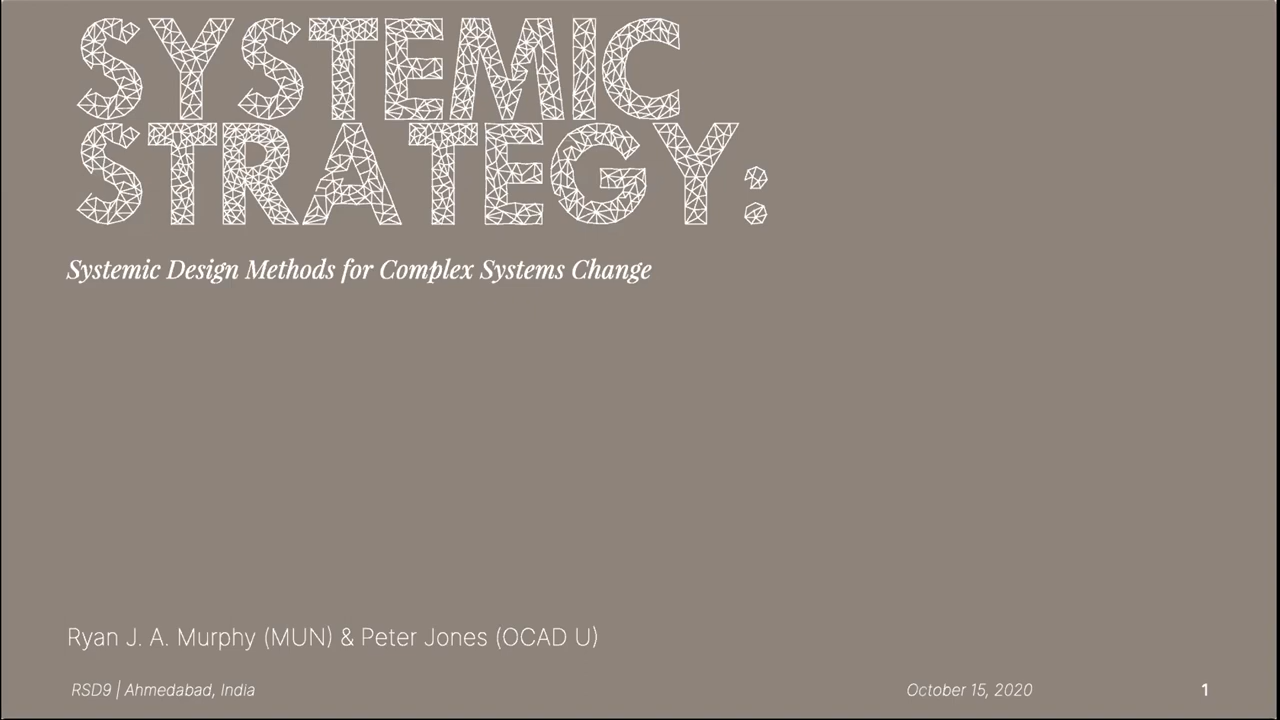 SYSTEMIC
STRATEGY:
Systemic Design Methods for Complex Systems Change
Ryan J. A. Murphy (MUN) & Peter Jones (OCAD U)
RSD9 | Ahmedabad, India
October 15, 2020
1